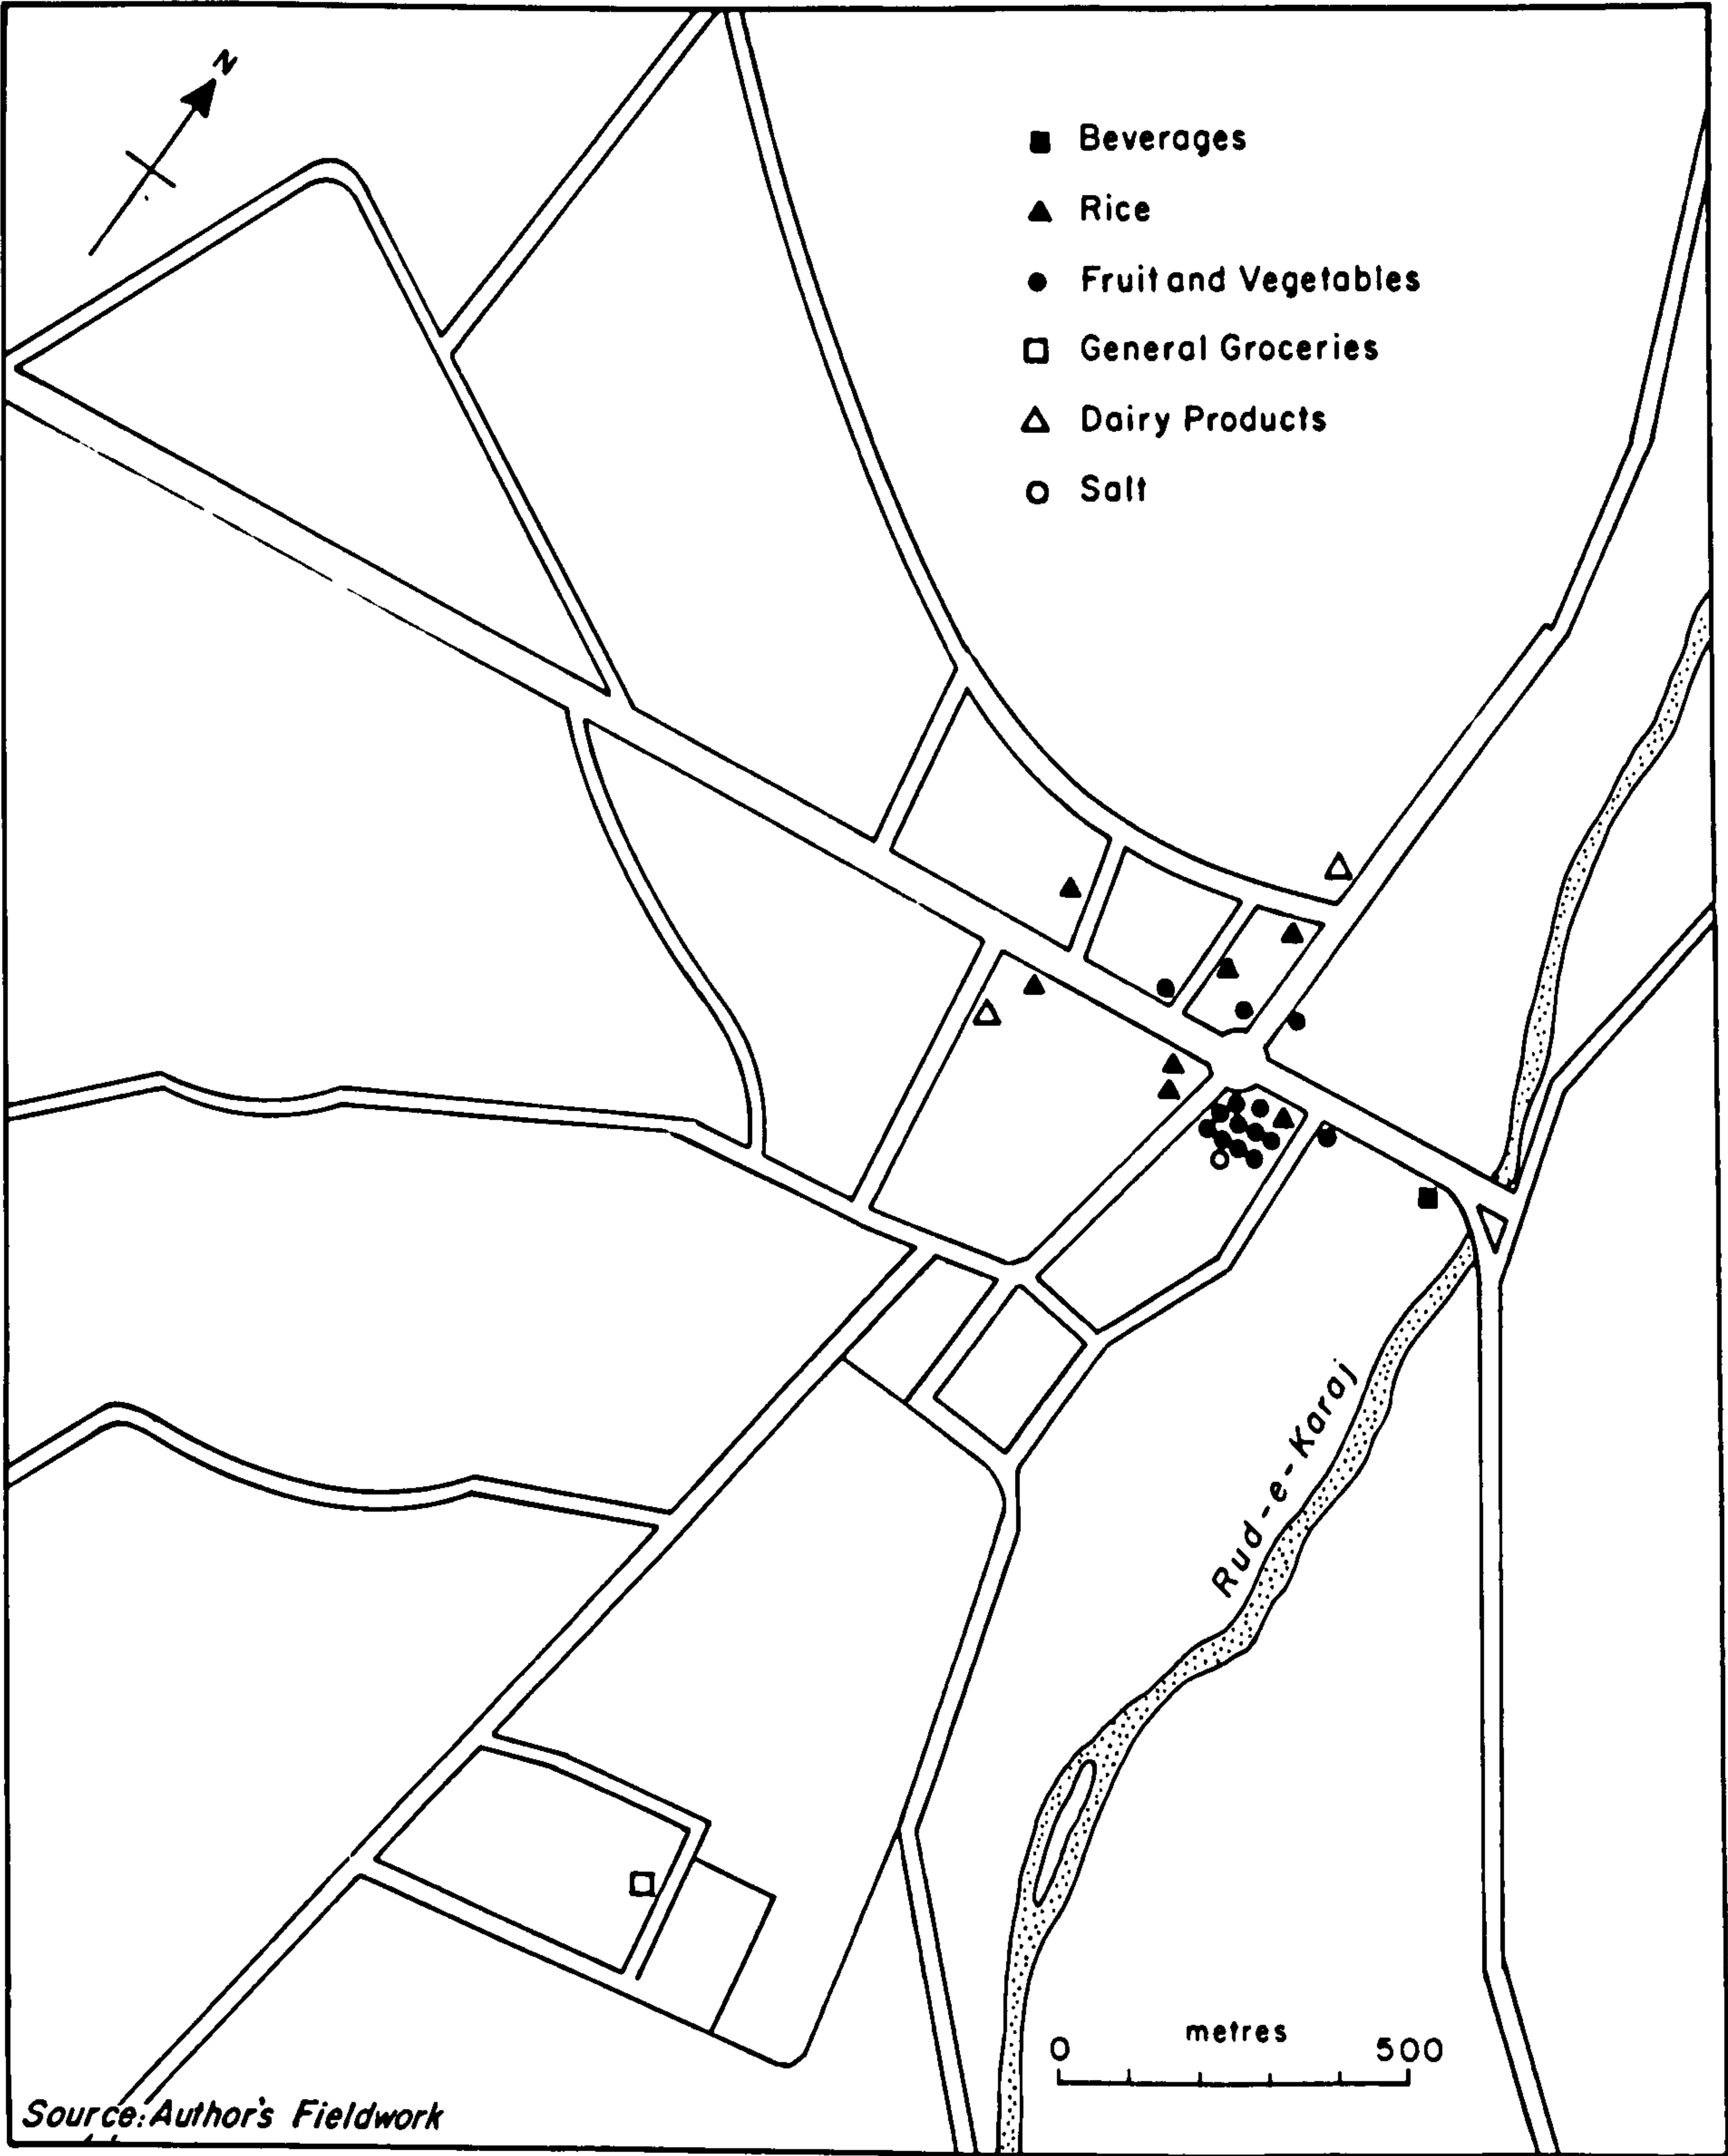 N
Beverages
Rice
Fruit and Vegetables
General Groceries
Dairy Products
Salt
Rud-e-Karaj
metres
0 500
Source: Author's Fieldwork